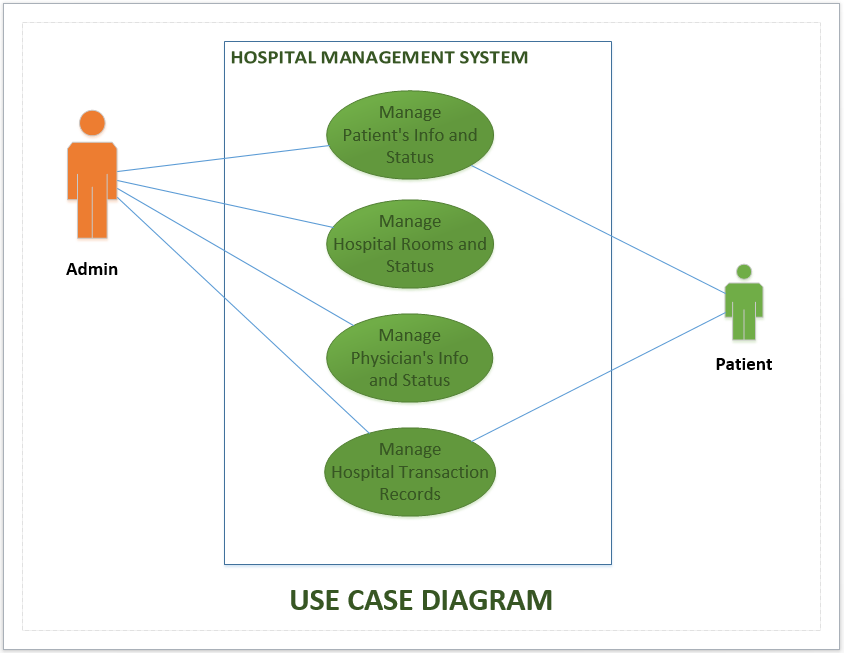 HOSPITAL MANAGEMENT SYSTEM
Manage
Patient's Info and
Status
Manage
Hospital Rooms and
Status
Admin
Manage
Physician's Info
and Status
Patient
Manage
Hospital Transaction
Records
USE CASE DIAGRAM